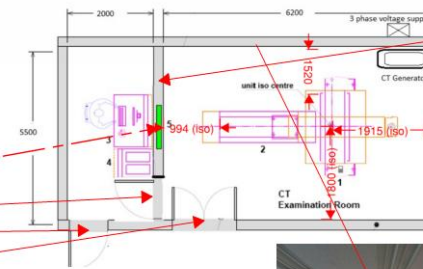 2000
6200
3 phase voltage supp
CT Generato
1520
unit iso centre
5500
5
994 (iso)
1915 (iso)
3
2
4
1800 (iso)
1
CT
Examination Room